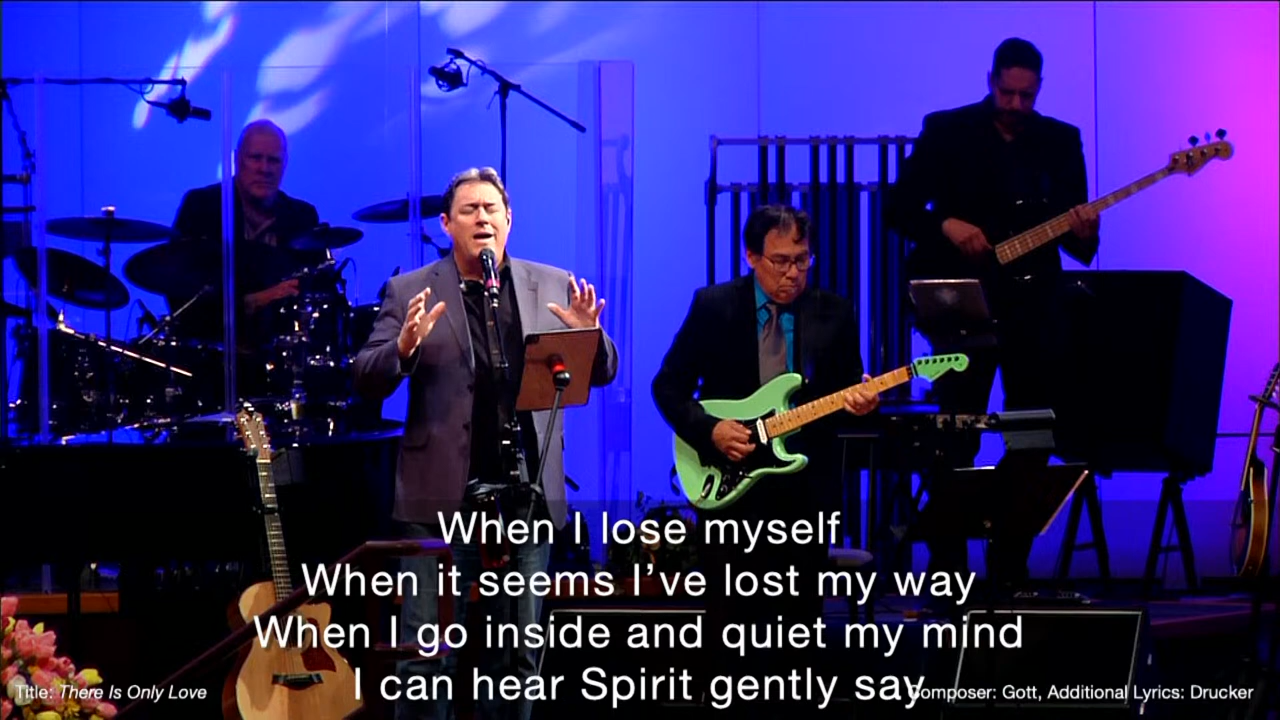 When I lose myself
When it seems I've lost my way
When I go inside and quiet my mind
I can hear Spirit gently say
Title: There Is Only Love
Composer: Gott, Additional Lyrics: Drucker